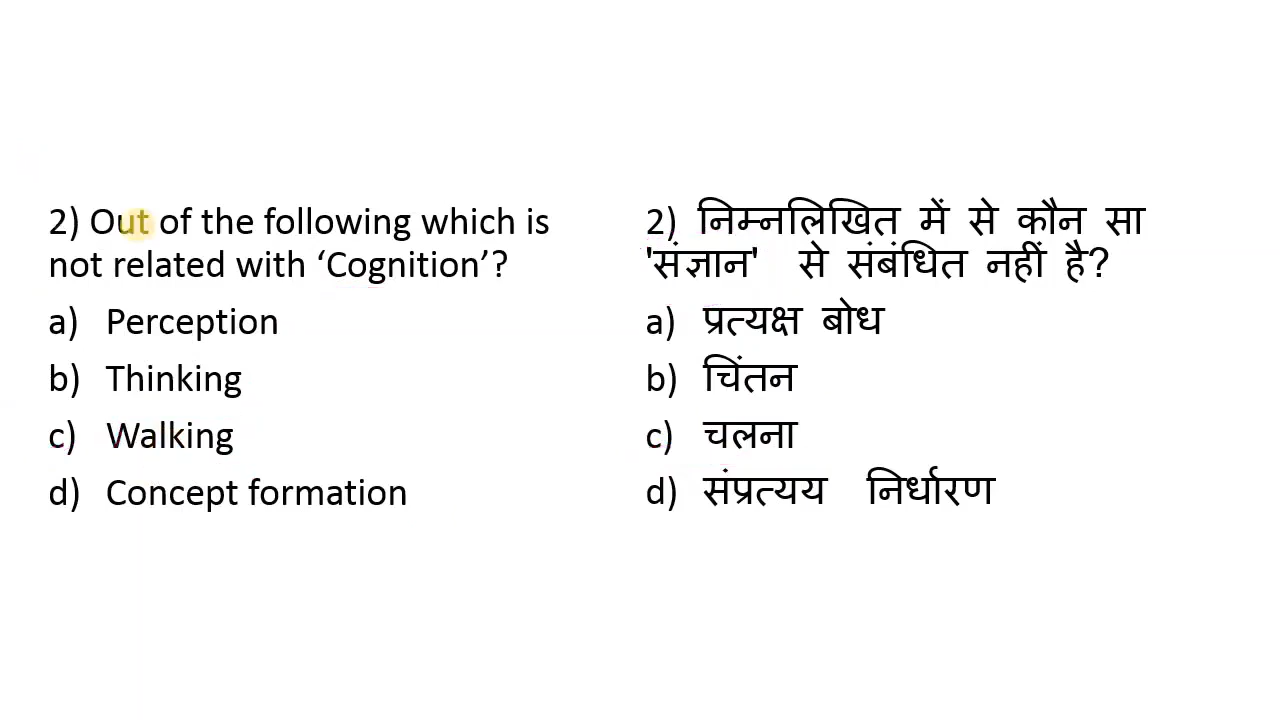 2) Out of the following which is
not related with ‘Cognition’?
a) Perception
b) Thinking
c) Walking
d) Concept formation
2) निम्नलिखित में से कौन सा
'संज्ञान' से संबंधित नहीं है?
a) प्रत्यक्ष बोध
b) चिंतन
c) चलना
d) संप्रत्यय निर्धारण